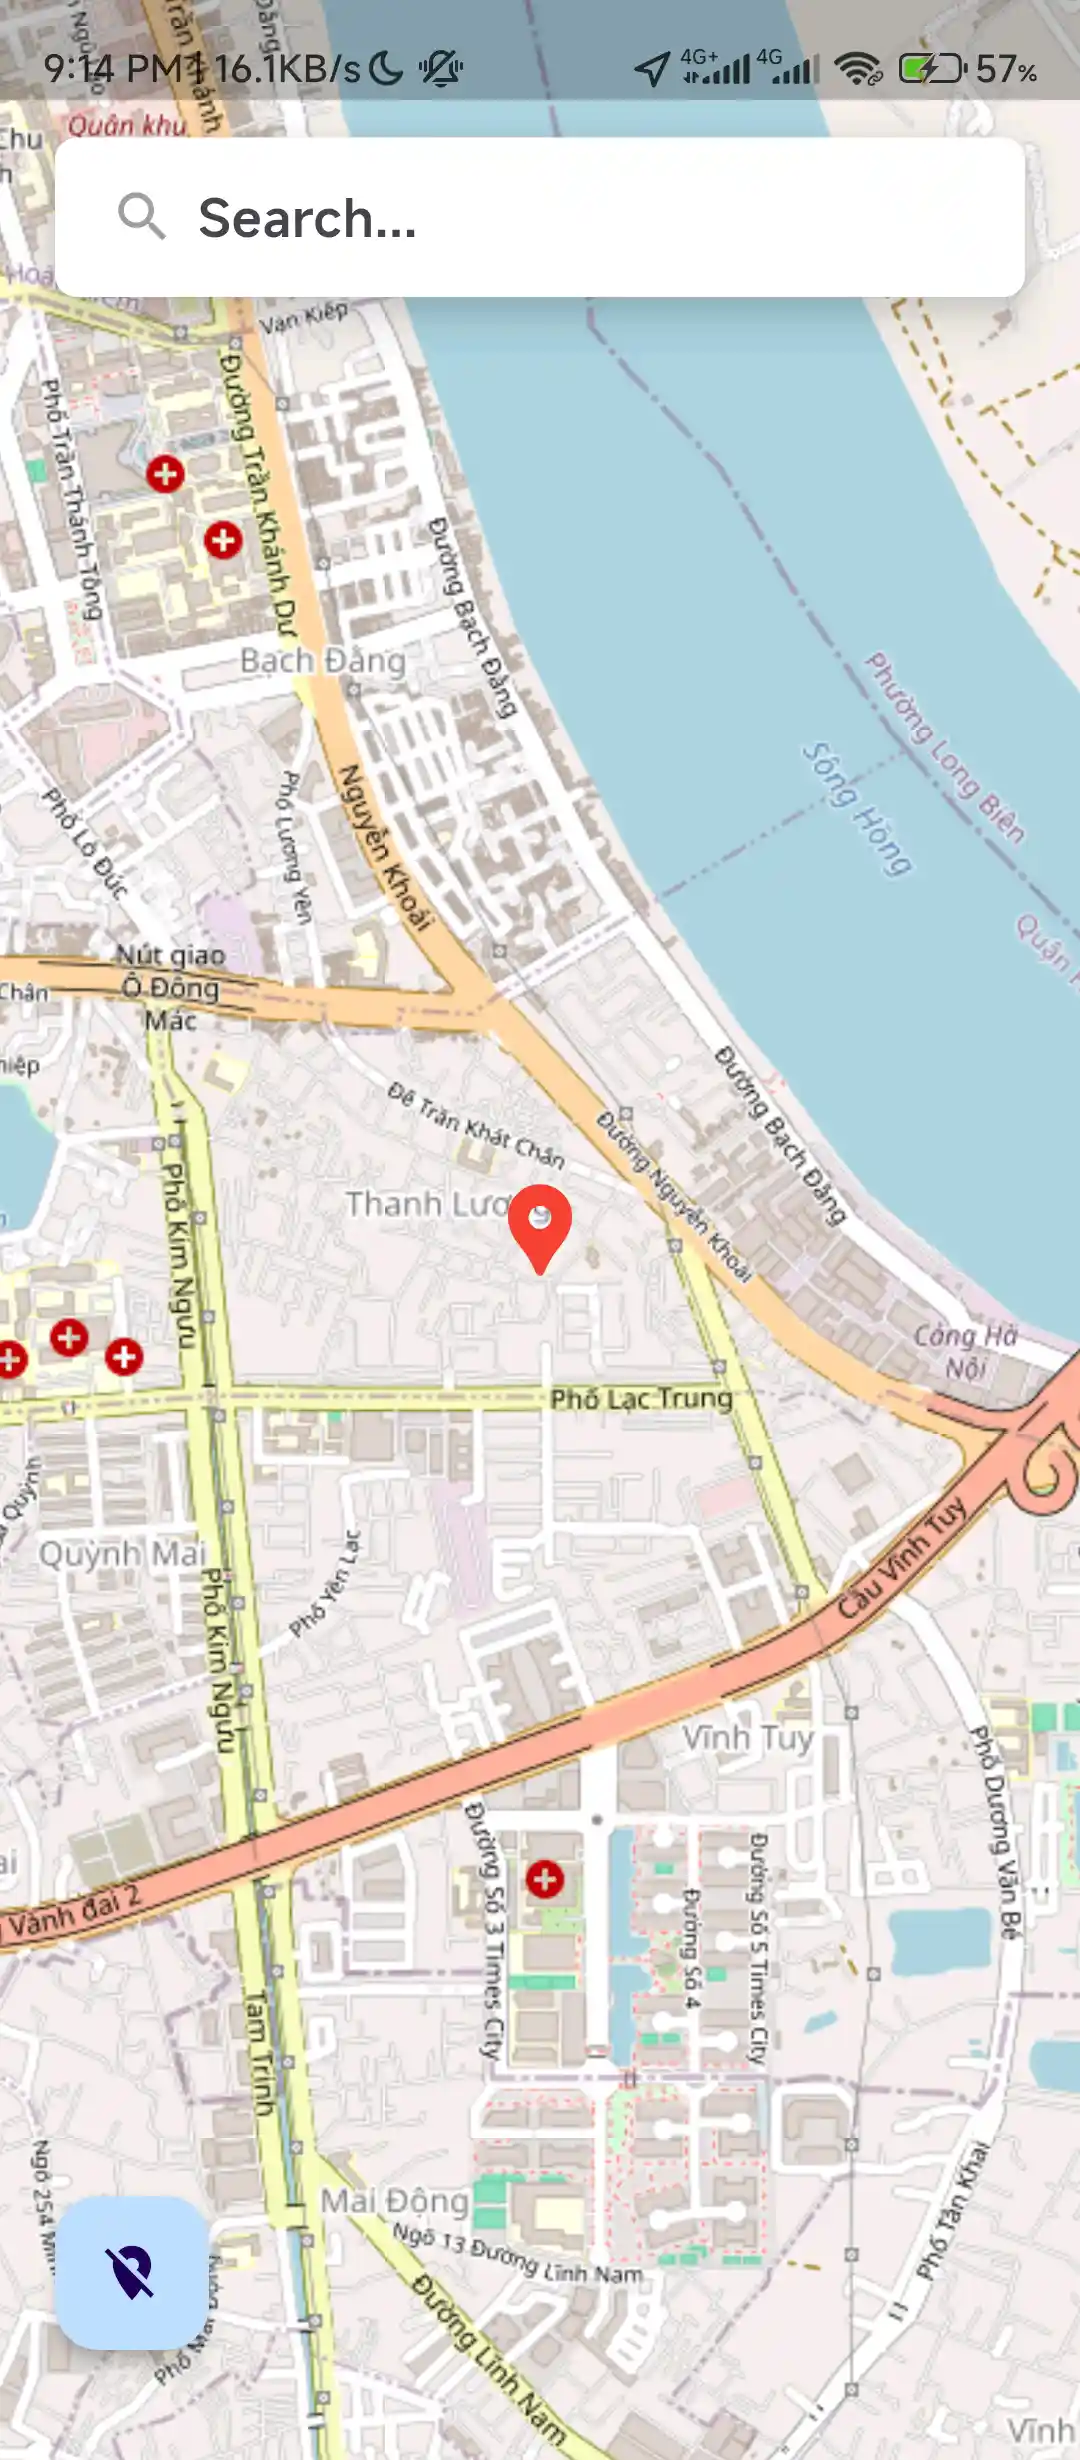 9:14 PM | 16.1KB/s
4G+
4G
57%
Quân khu
Search...
Vạn Kiếp
Đường Trần Khánh Dư
Phố Trần Thánh Tông
Đường Bạch Đằng
Bạch Đằng
Phường Long Biên
Sông Hồng
Nguyễn Khoái
Phố Lương Yên
Phố Lò Đúc
Nút giao
Ô Đông
Mác
Chân
Đê Trần Khát Chân
Đường Nguyễn Khoái
Đường Bạch Đằng
Phố Kim Ngưu
Cảng Hà
Nội
Phố Lạc Trung
Quỳnh Mai
Phố Yên Lạc
Cầu Vĩnh Tuy
Phố Kim Ngưu
Vĩnh Tuy
Phố Dương Văn Bé
Vành đai 2
Đường Số 3 Times City
Đường Số 4
Đường Số 5 Times City
Tam Trinh
Mai Động
Ngõ 13 Đường Lĩnh Nam
Phố Tân Khai
Đường Lĩnh Nam
Vĩnh